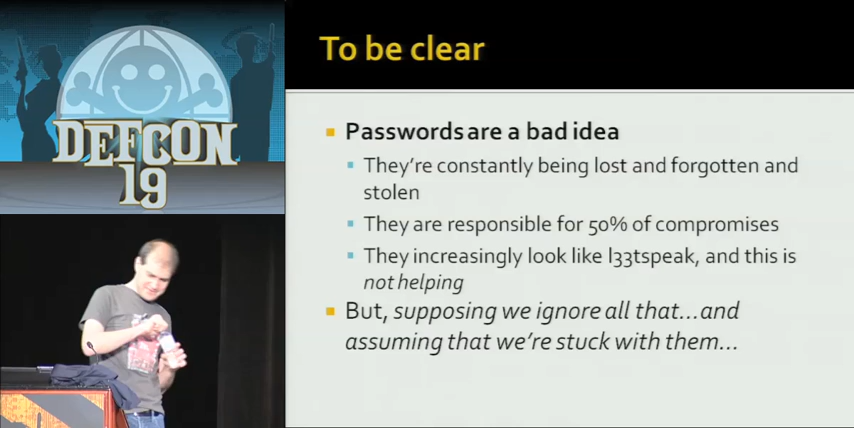 DEFCON
19
To be clear
Passwords are a bad idea
They're constantly being lost and forgotten and
stolen
They are responsible for 50% of compromises
They increasingly look like l33tspeak, and this is
not helping
But, supposing we ignore all that...and
assuming that we're stuck with them...